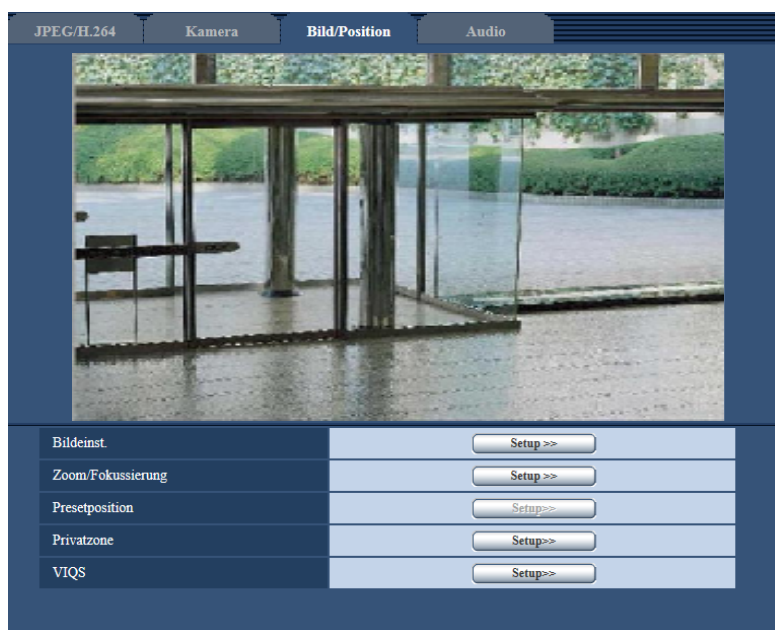 JPEG/H.264 Kamera Bild/Position Audio
Bildeinst. Setup >>
Zoom/Fokussierung Setup >>
Presetposition Setup>>
Privatzone Setup>>
VIQS Setup>>